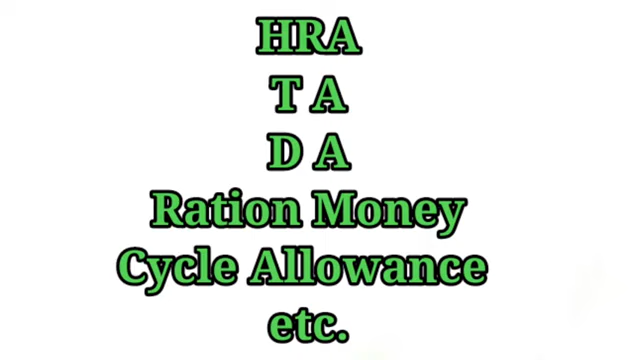 HRA
T A
D A
Ration Money
Cycle Allowance
etc.